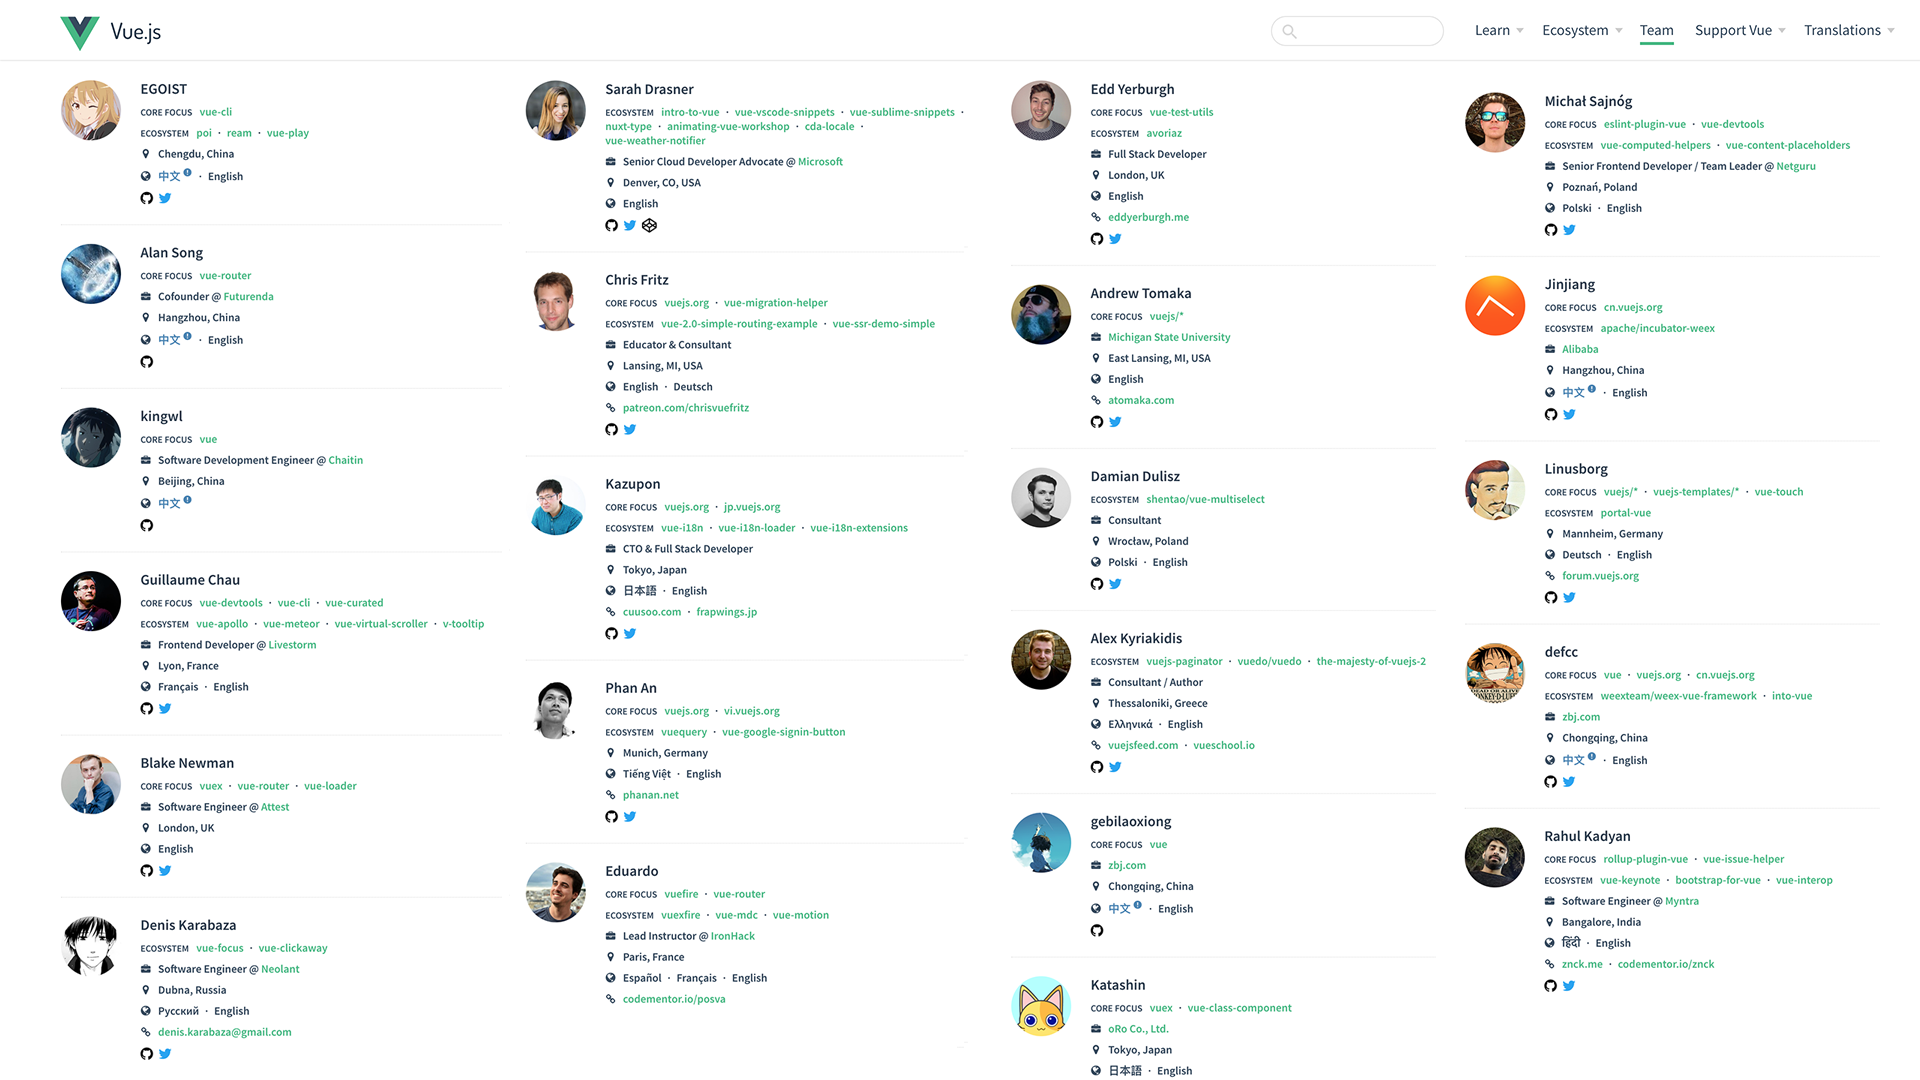 Vue.js
Learn
Ecosystem
Team
Support Vue
Translations
EGOIST
CORE FOCUS vue-cli
ECOSYSTEM poi · ream · vue-play
Chengdu, China
中文 · English
Alan Song
CORE FOCUS vue-router
Cofounder @ Futurenda
Hangzhou, China
中文 · English
kingwl
CORE FOCUS vue
Software Development Engineer @ Chaitin
Beijing, China
中文
Guillaume Chau
CORE FOCUS vue-devtools · vue-cli · vue-curated
ECOSYSTEM vue-apollo · vue-meteor · vue-virtual-scroller · v-tooltip
Frontend Developer @ Livestorm
Lyon, France
Français · English
Blake Newman
CORE FOCUS vuex · vue-router · vue-loader
Software Engineer @ Attest
London, UK
English
Denis Karabaza
ECOSYSTEM vue-focus · vue-clickaway
Software Engineer @ Neolant
Dubna, Russia
Русский · English
denis.karabaza@gmail.com
Sarah Drasner
ECOSYSTEM intro-to-vue · vue-vscode-snippets · vue-sublime-snippets ·
nuxt-type · animating-vue-workshop · cda-locale ·
vue-weather-notifier
Senior Cloud Developer Advocate @ Microsoft
Denver, CO, USA
English
Chris Fritz
CORE FOCUS vuejs.org · vue-migration-helper
ECOSYSTEM vue-2.0-simple-routing-example · vue-ssr-demo-simple
Educator & Consultant
Lansing, MI, USA
English · Deutsch
patreon.com/chrisvuefritz
Kazupon
CORE FOCUS vuejs.org · jp.vuejs.org
ECOSYSTEM vue-i18n · vue-i18n-loader · vue-i18n-extensions
CTO & Full Stack Developer
Tokyo, Japan
日本語 · English
cuusoo.com · frapwings.jp
Phan An
CORE FOCUS vuejs.org · vi.vuejs.org
ECOSYSTEM vuequery · vue-google-signin-button
Munich, Germany
Tiếng Việt · English
phanan.net
Eduardo
CORE FOCUS vuefire · vue-router
ECOSYSTEM vuexfire · vue-mdc · vue-motion
Lead Instructor @ IronHack
Paris, France
Español · Français · English
codementor.io/posva
Edd Yerburgh
CORE FOCUS vue-test-utils
ECOSYSTEM avoriaz
Full Stack Developer
London, UK
English
eddyerburgh.me
Andrew Tomaka
CORE FOCUS vuejs/*
Michigan State University
East Lansing, MI, USA
English
atomaka.com
Damian Dulisz
ECOSYSTEM shentao/vue-multiselect
Consultant
Wrocław, Poland
Polski · English
Alex Kyriakidis
ECOSYSTEM vuejs-paginator · vuedo/vuedo · the-majesty-of-vuejs-2
Consultant / Author
Thessaloniki, Greece
Ελληνικά · English
vuejsfeed.com · vueschool.io
gebilaoxiong
CORE FOCUS vue
zbj.com
Chongqing, China
中文 · English
Katashin
CORE FOCUS vuex · vue-class-component
oRo Co., Ltd.
Tokyo, Japan
日本語 · English
Michał Sajnóg
CORE FOCUS eslint-plugin-vue · vue-devtools
ECOSYSTEM vue-computed-helpers · vue-content-placeholders
Senior Frontend Developer / Team Leader @ Netguru
Poznań, Poland
Polski · English
Jinjiang
CORE FOCUS cn.vuejs.org
ECOSYSTEM apache/incubator-weex
Alibaba
Hangzhou, China
中文 · English
Linusborg
CORE FOCUS vuejs/* · vuejs-templates/* · vue-touch
ECOSYSTEM portal-vue
Mannheim, Germany
Deutsch · English
forum.vuejs.org
defcc
CORE FOCUS vue · vuejs.org · cn.vuejs.org
ECOSYSTEM weexteam/weex-vue-framework · into-vue
zbj.com
Chongqing, China
中文 · English
Rahul Kadyan
CORE FOCUS rollup-plugin-vue · vue-issue-helper
ECOSYSTEM vue-keynote · bootstrap-for-vue · vue-interop
Software Engineer @ Myntra
Bangalore, India
हिंदी · English
znck.me · codementor.io/znck